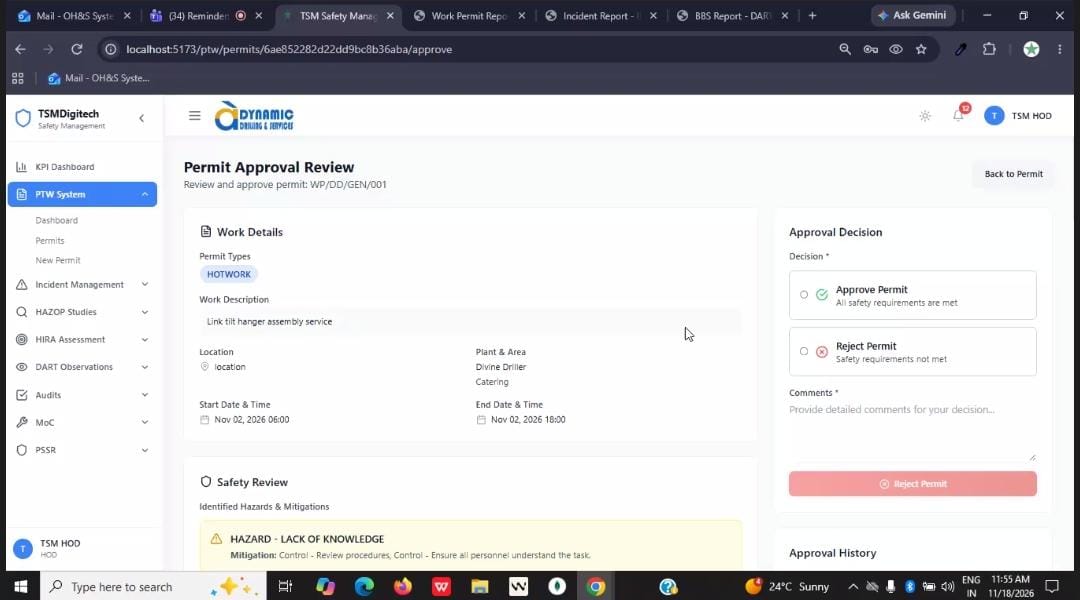 Mail - OH&S Syste
(34) Reminder
TSM Safety Manag
Work Permit Repo
Incident Report -
BBS Report - DAR
Ask Gemini
localhost:5173/ptw/permits/6ae852282d22dd9bc8b36aba/approve
Mail - OH&S Syste...
TSMDigitech
Safety Management
DYNAMIC
DRILLING & SERVICES
12
T
TSM HOD
KPI Dashboard
PTW System
Dashboard
Permits
New Permit
Incident Management
HAZOP Studies
HIRA Assessment
DART Observations
Audits
MoC
PSSR
T
TSM HOD
HOD
Permit Approval Review
Review and approve permit: WP/DD/GEN/001
Back to Permit
Work Details
Permit Types
HOTWORK
Work Description
Link tilt hanger assembly service
Location
location
Plant & Area
Divine Driller
Catering
Start Date & Time
Nov 02, 2026 06:00
End Date & Time
Nov 02, 2026 18:00
Safety Review
Identified Hazards & Mitigations
HAZARD - LACK OF KNOWLEDGE
Mitigation: Control - Review procedures, Control - Ensure all personnel understand the task.
Approval Decision
Decision *
Approve Permit
All safety requirements are met
Reject Permit
Safety requirements not met
Comments *
Provide detailed comments for your decision...
Reject Permit
Approval History
Type here to search
24°C Sunny
ENG
IN
11:55 AM
11/18/2026